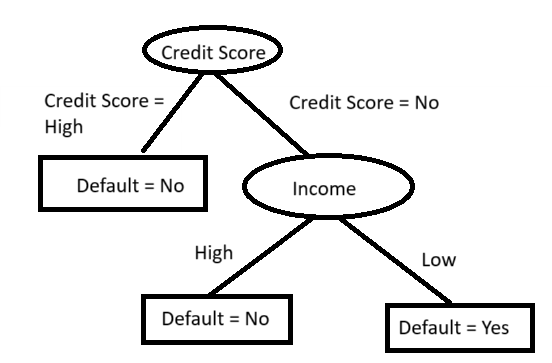 Credit Score
Credit Score =
High
Credit Score = No
Default = No
Income
High
Low
Default = No
Default = Yes